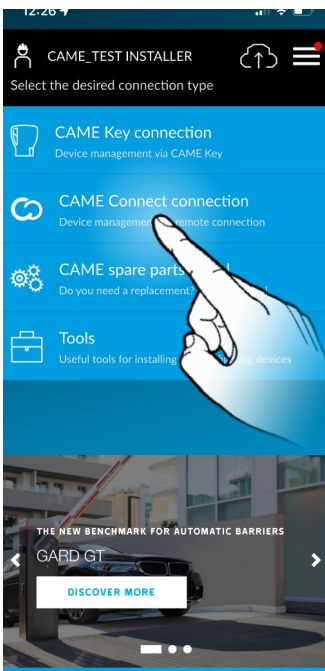 12:26
CAME_TEST INSTALLER
Select the desired connection type
CAME Key connection
Device management via CAME Key
CAME Connect connection
Device management remote connection
CAME spare parts
Do you need a replacement?
Tools
Useful tools for installing devices
THE NEW BENCHMARK FOR AUTOMATIC BARRIERS
GARD GT
DISCOVER MORE